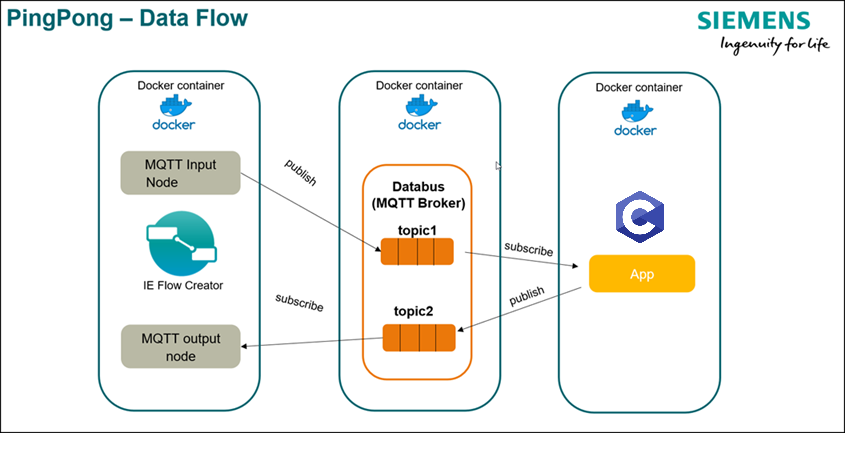 PingPong – Data Flow
SIEMENS
Ingenuity for life
Docker container
docker
MQTT Input
Node
IE Flow Creator
MQTT output
node
publish
subscribe
Docker container
docker
Databus
(MQTT Broker)
topic1
topic2
subscribe
publish
Docker container
docker
C
App